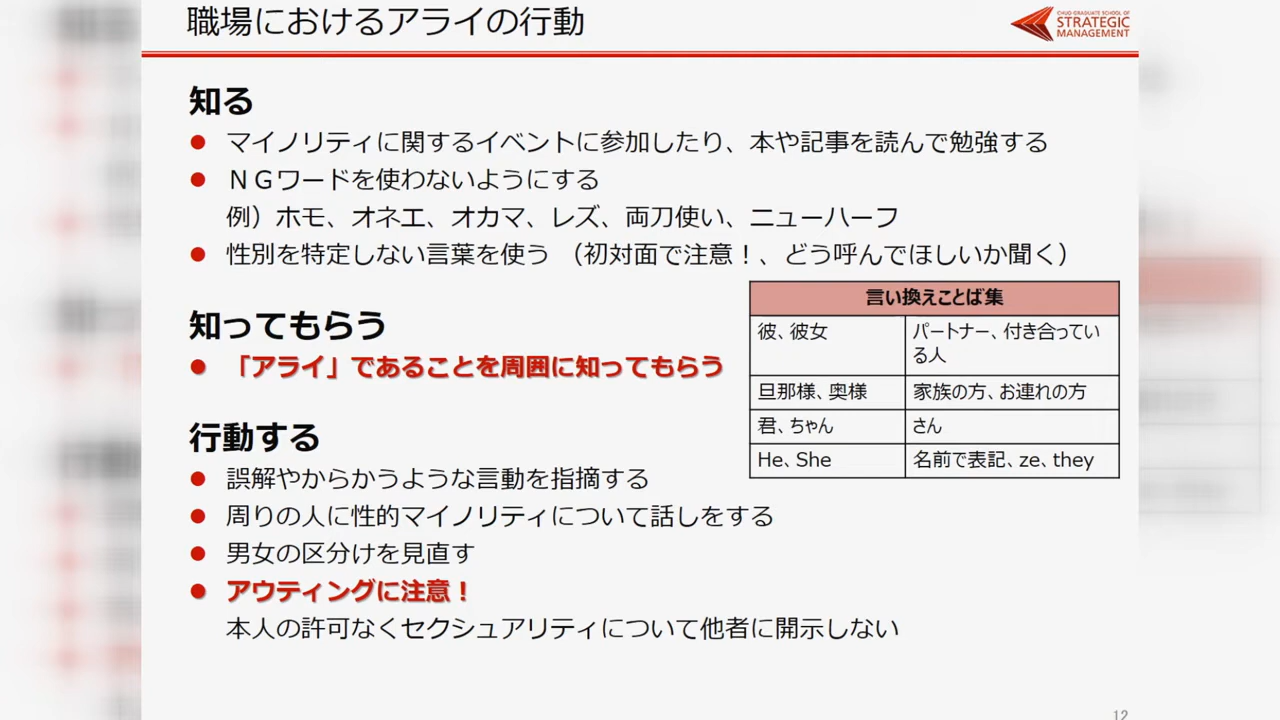 職場におけるアライの行動
CHUO GRADUATE SCHOOL OF
STRATEGIC
MANAGEMENT
知る
● マイノリティに関するイベントに参加したり、本や記事を読んで勉強する
● ＮＧワードを使わないようにする
例）ホモ、オネエ、オカマ、レズ、両刀使い、ニューハーフ
● 性別を特定しない言葉を使う （初対面で注意！、どう呼んでほしいか聞く）
知ってもらう
● 「アライ」であることを周囲に知ってもらう
言い換えことば集
彼、彼女 パートナー、付き合ってい
る人
旦那様、奥様 家族の方、お連れの方
君、ちゃん さん
He、She 名前で表記、ze、they
行動する
● 誤解やからかうような言動を指摘する
● 周りの人に性的マイノリティについて話しをする
● 男女の区分けを見直す
● アウティングに注意！
本人の許可なくセクシュアリティについて他者に開示しない
12